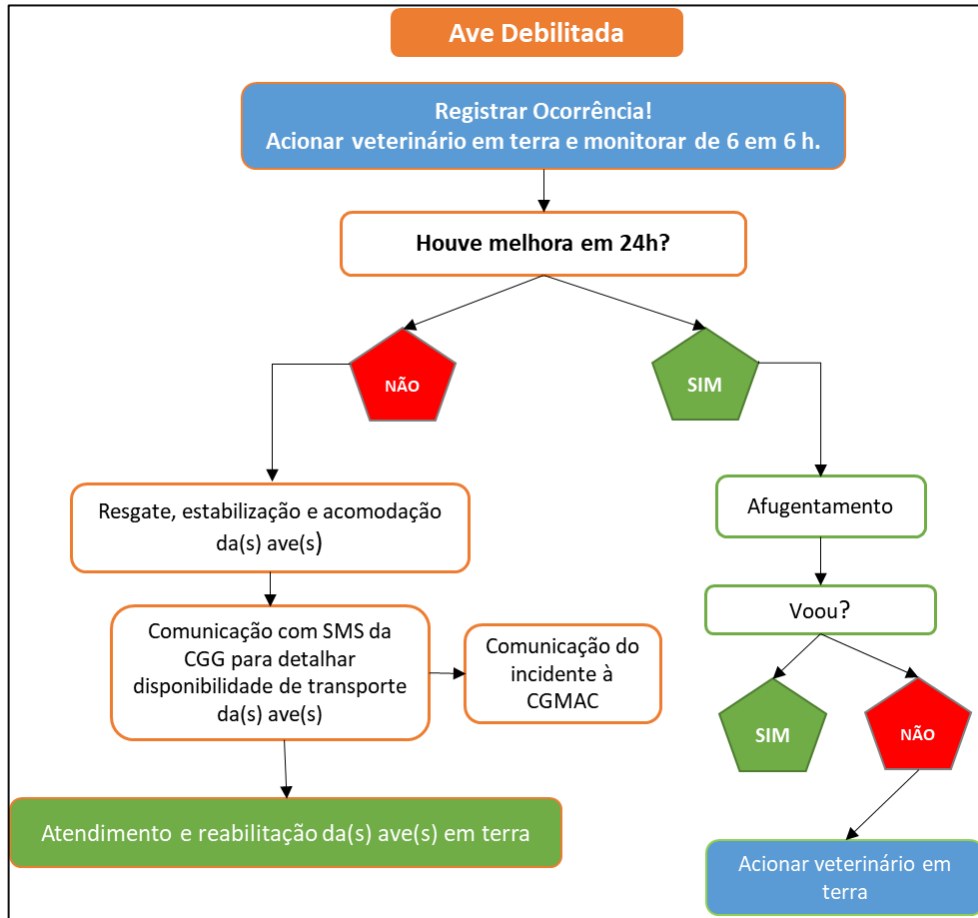 Ave Debilitada
Registrar Ocorrência!
Acionar veterinário em terra e monitorar de 6 em 6 h.
Houve melhora em 24h?
NÃO
SIM
Resgate, estabilização e acomodação
da(s) ave(s)
Afugentamento
Comunicação com SMS da
CGG para detalhar
disponibilidade de transporte
da(s) ave(s)
Comunicação do
incidente à
CGMAC
Voou?
SIM
NÃO
Atendimento e reabilitação da(s) ave(s) em terra
Acionar veterinário em
terra